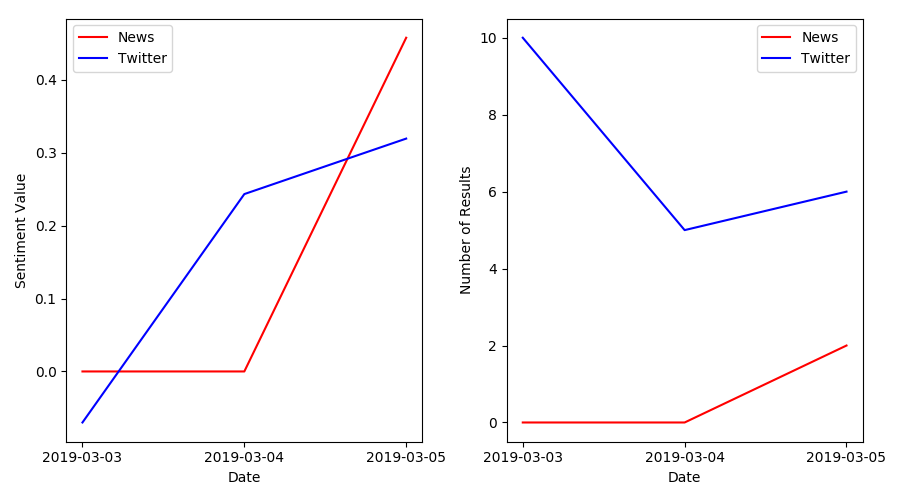 News
Twitter
0.4
0.3
0.2
0.1
0.0
Sentiment Value
2019-03-03 2019-03-04 2019-03-05
Date
News
Twitter
10
8
6
4
2
0
Number of Results
2019-03-03 2019-03-04 2019-03-05
Date